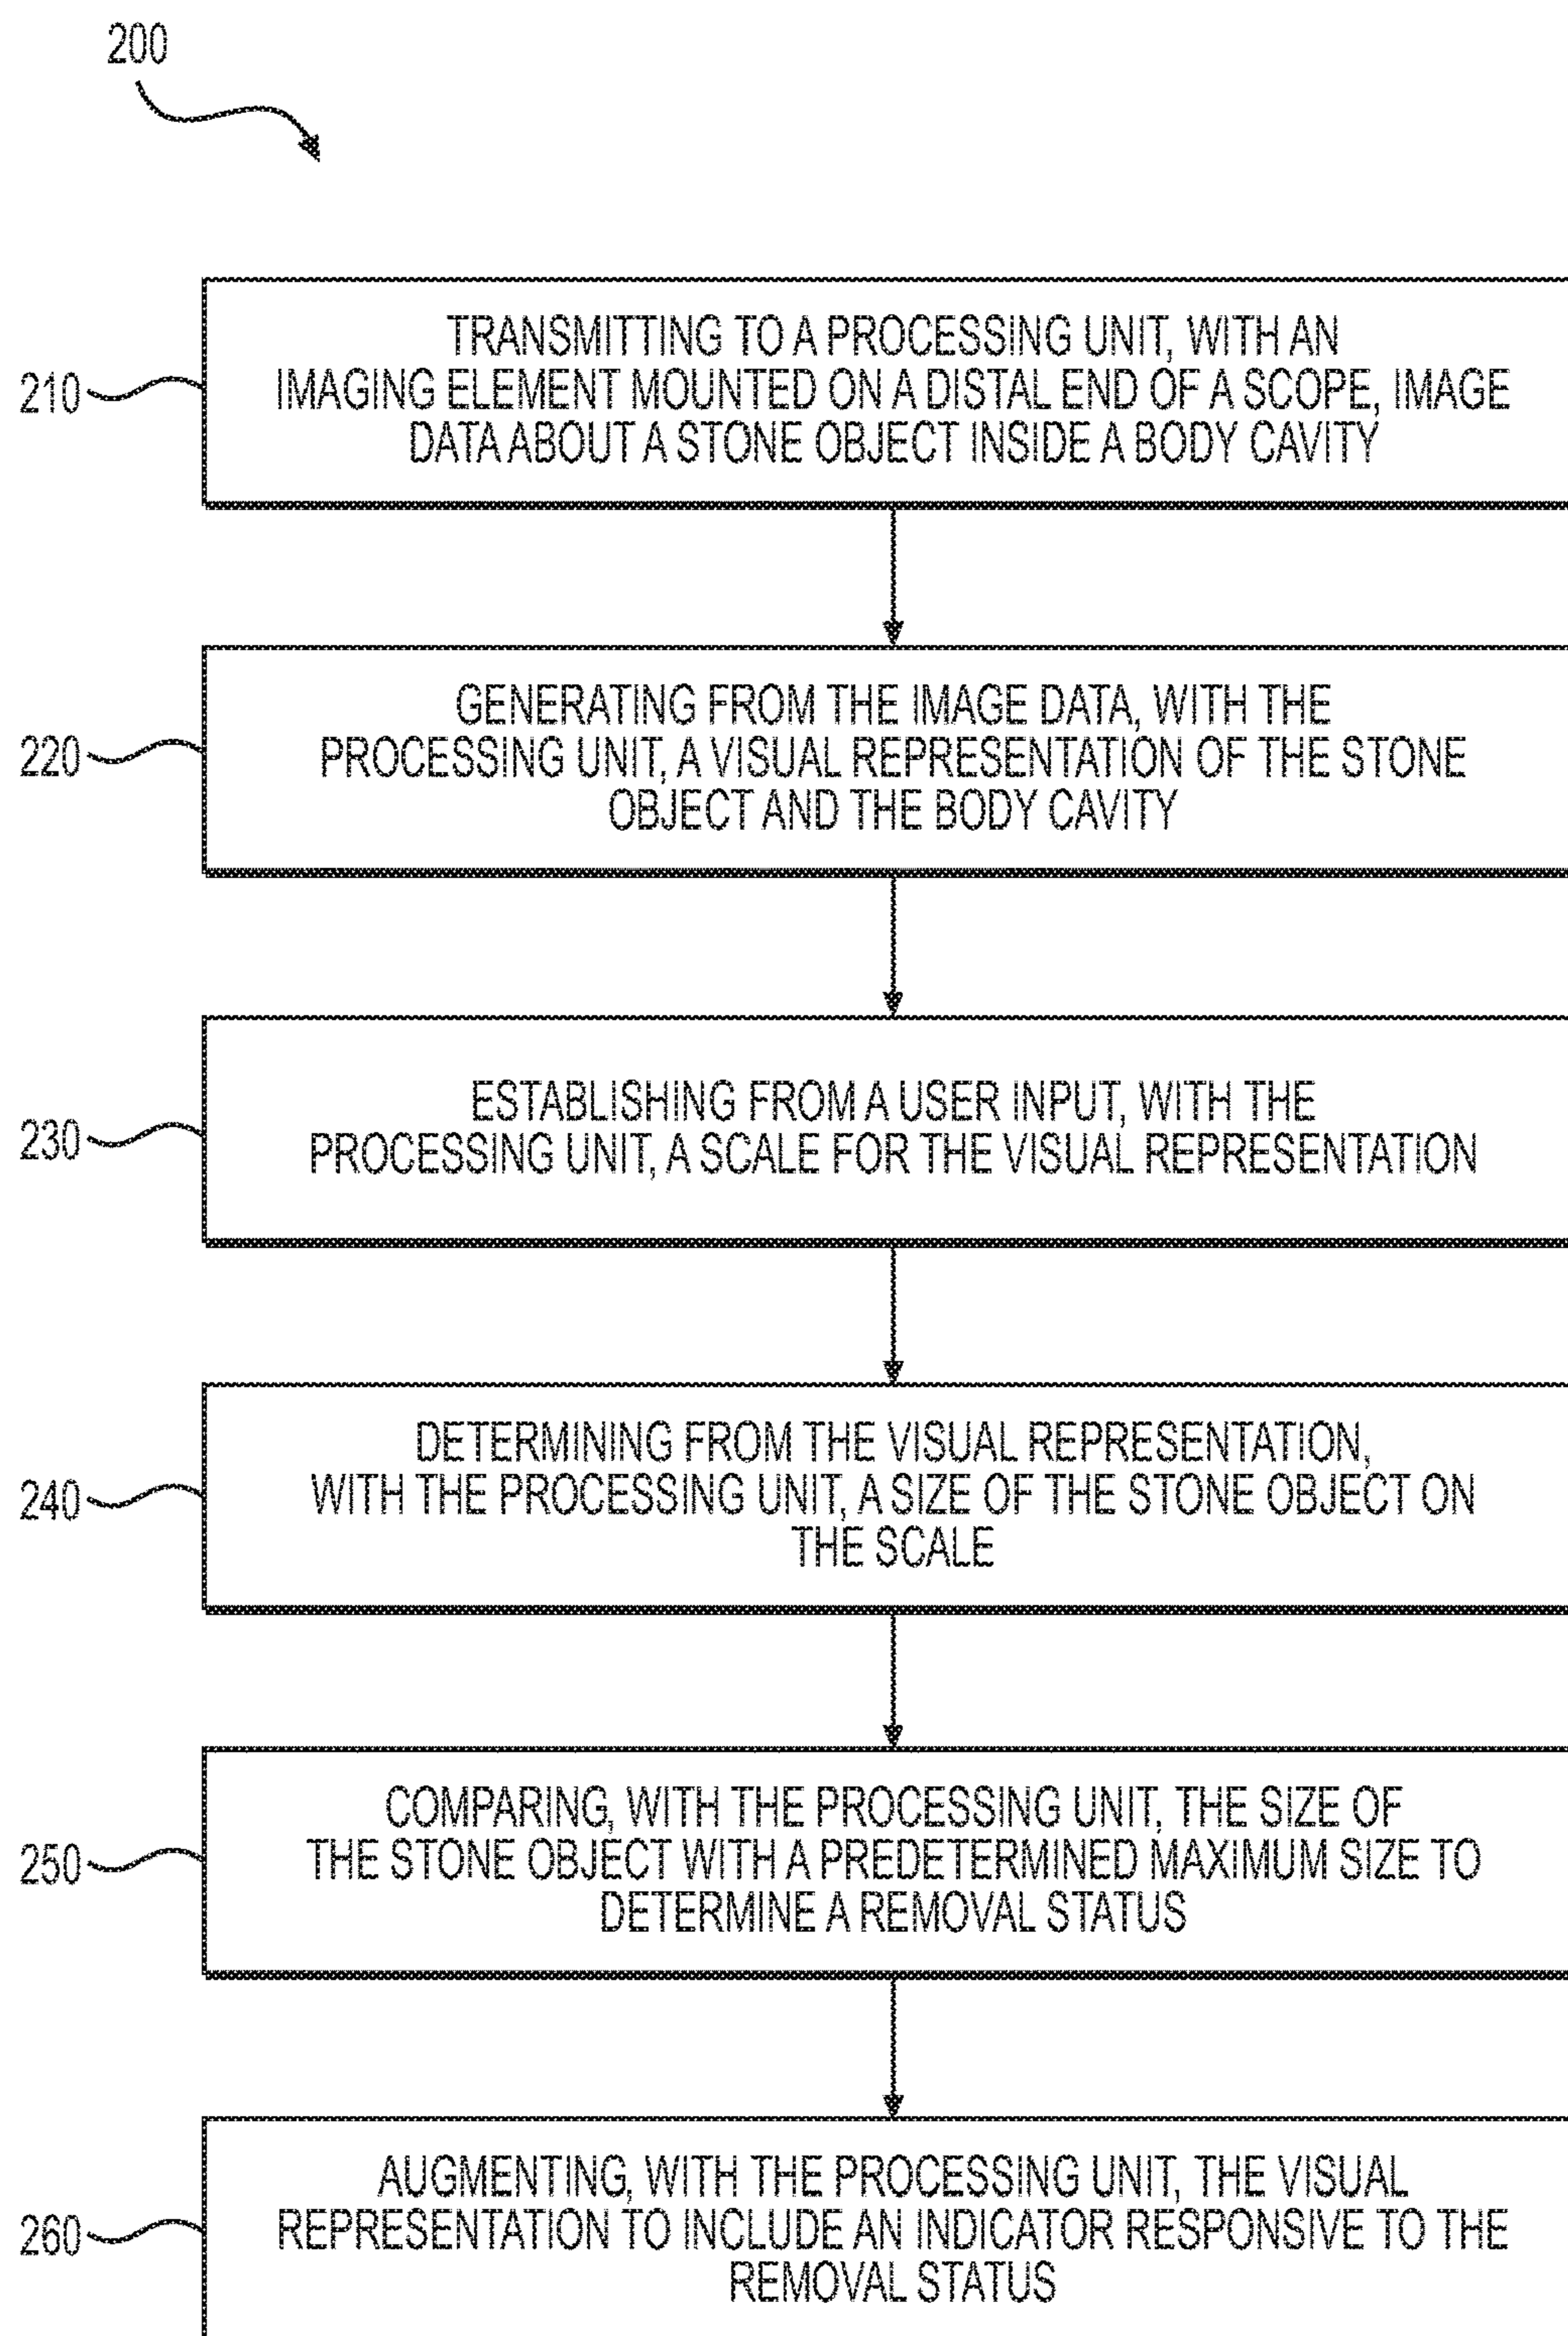 200
210
TRANSMITTING TO A PROCESSING UNIT, WITH AN
IMAGING ELEMENT MOUNTED ON A DISTAL END OF A SCOPE, IMAGE
DATA ABOUT A STONE OBJECT INSIDE A BODY CAVITY
220
GENERATING FROM THE IMAGE DATA, WITH THE
PROCESSING UNIT, A VISUAL REPRESENTATION OF THE STONE
OBJECT AND THE BODY CAVITY
230
ESTABLISHING FROM A USER INPUT, WITH THE
PROCESSING UNIT, A SCALE FOR THE VISUAL REPRESENTATION
240
DETERMINING FROM THE VISUAL REPRESENTATION,
WITH THE PROCESSING UNIT, A SIZE OF THE STONE OBJECT ON
THE SCALE
250
COMPARING, WITH THE PROCESSING UNIT, THE SIZE OF
THE STONE OBJECT WITH A PREDETERMINED MAXIMUM SIZE TO
DETERMINE A REMOVAL STATUS
260
AUGMENTING, WITH THE PROCESSING UNIT, THE VISUAL
REPRESENTATION TO INCLUDE AN INDICATOR RESPONSIVE TO THE
REMOVAL STATUS